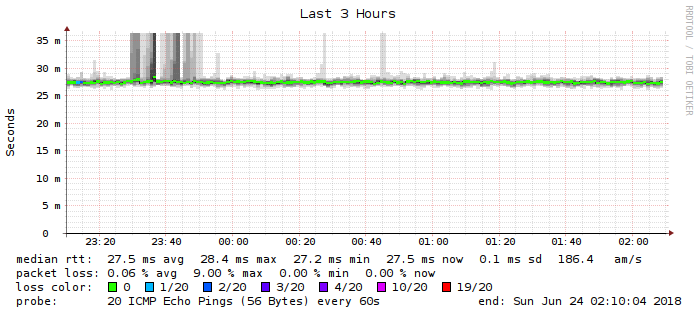 Last 3 Hours
RRDTOOL / TOBI OETIKER
Seconds
35 m
30 m
25 m
20 m
15 m
10 m
5 m
0
23:20 23:40 00:00 00:20 00:40 01:00 01:20 01:40 02:00
median rtt: 27.5 ms avg 28.4 ms max 27.2 ms min 27.5 ms now 0.1 ms sd 186.4 am/s
packet loss: 0.06 % avg 9.00 % max 0.00 % min 0.00 % now
loss color: 0 1/20 2/20 3/20 4/20 10/20 19/20
probe: 20 ICMP Echo Pings (56 Bytes) every 60s end: Sun Jun 24 02:10:04 2018